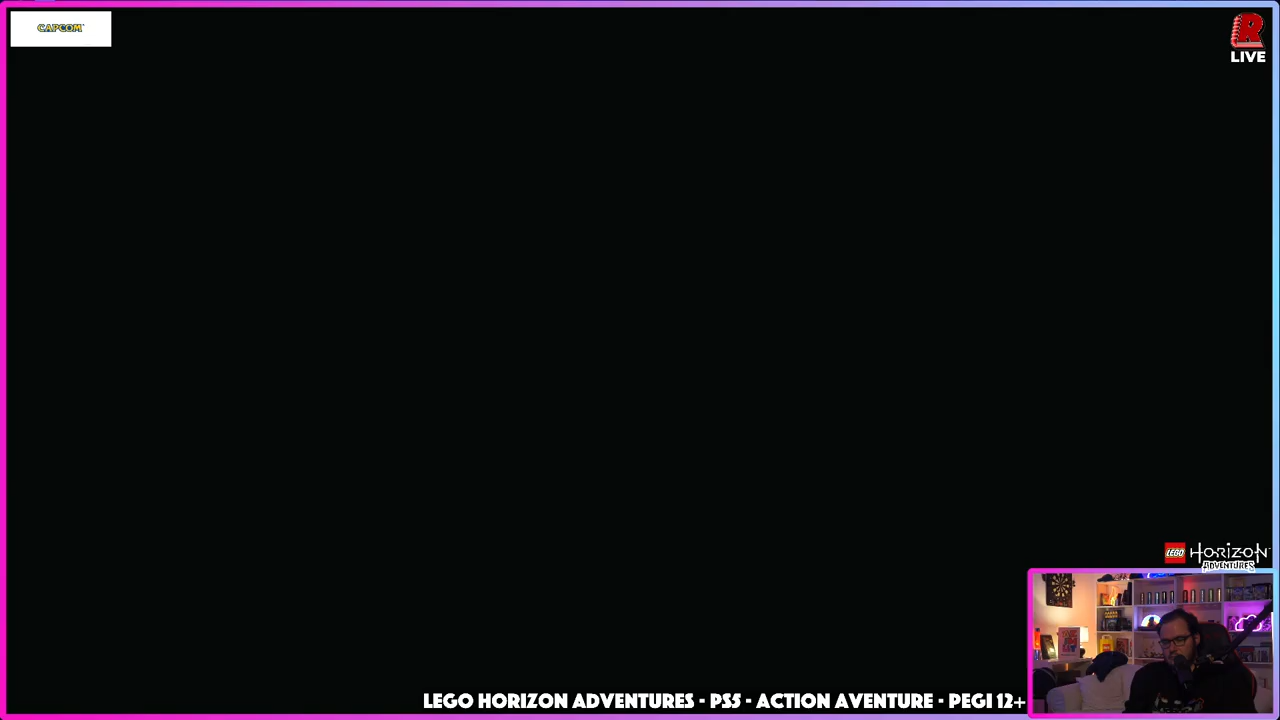 CAPCOM
R
LIVE
LEGO HORIZON
ADVENTURES
LEGO HORIZON ADVENTURES - PS5 - ACTION AVENTURE - PEGI 12+